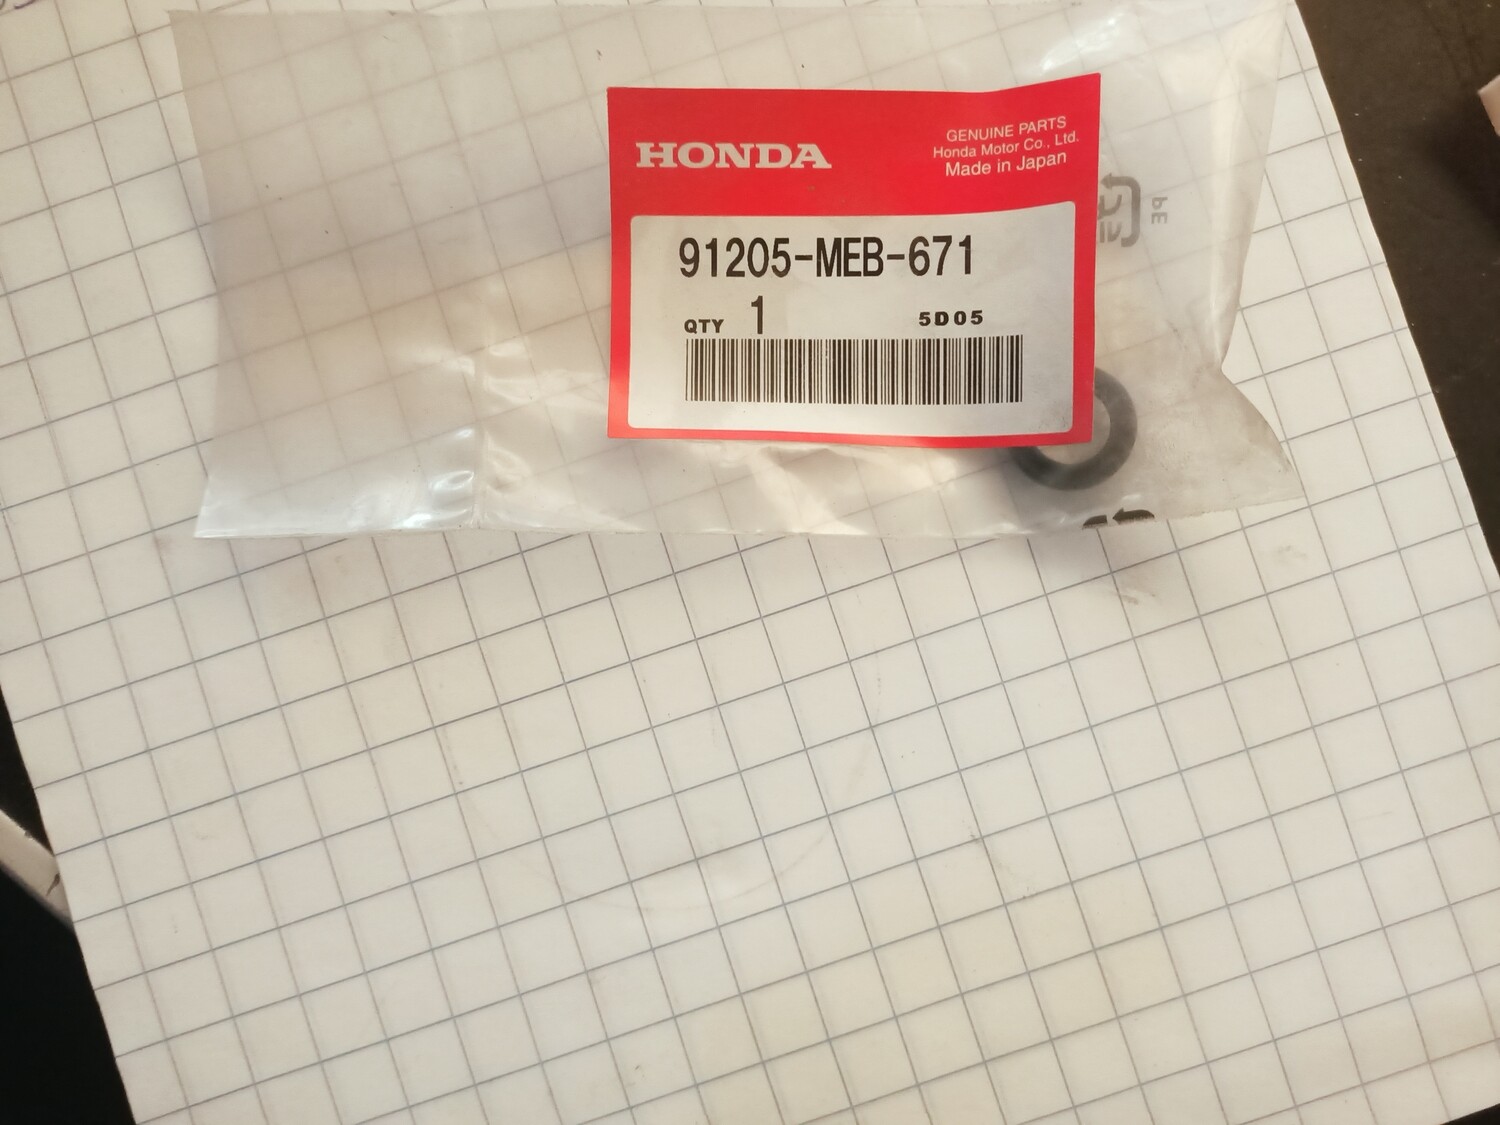 HONDA
GENUINE PARTS
Honda Motor Co., Ltd.
Made in Japan
91205-MEB-671
QTY 1
5D05